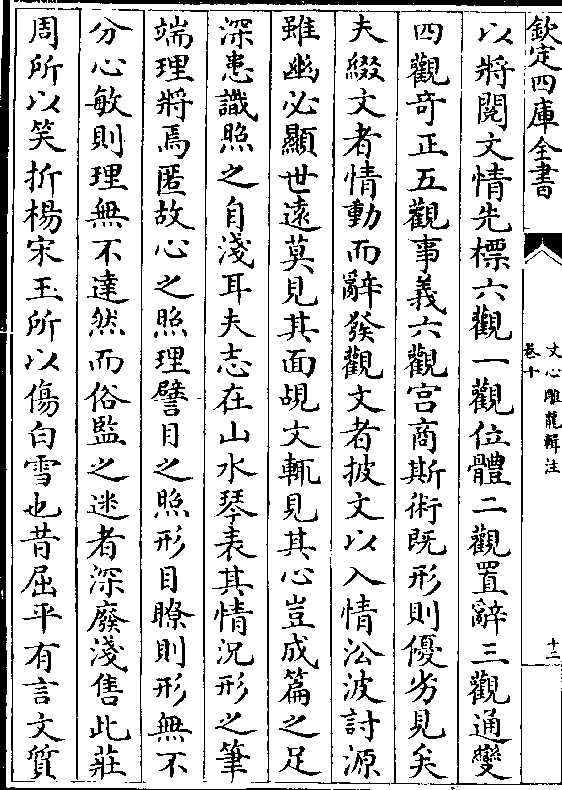 欽定四庫全書
文心雕龍輯注
卷十
十二
以將閱文情先標六觀一觀位體二觀置辭三觀通變
四觀奇正五觀事義六觀宫商斯術既形則優劣見矣
夫綴文者情動而辭發觀文者披文以入情㳂波討源
雖幽必顯世遠莫見其面覘文輒見其心豈成篇之足
深患識照之自淺耳夫志在山水琴表其情況形之筆
端理將焉匿故心之照理譬目之照形目瞭則形無不
分心敏則理無不達然而俗監之迷者深廢淺售此莊
周所以笑折楊宋玉所以傷白雪也昔屈平有言文質